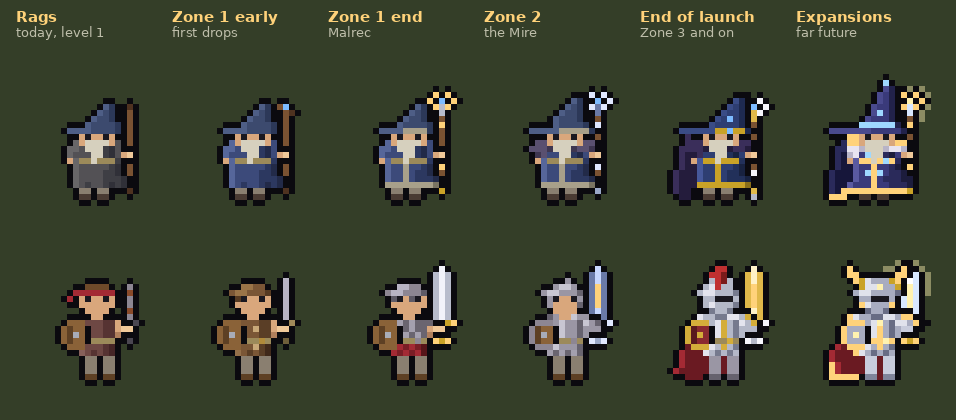 Rags
today, level 1
Zone 1 early
first drops
Zone 1 end
Malrec
Zone 2
the Mire
End of launch
Zone 3 and on
Expansions
far future